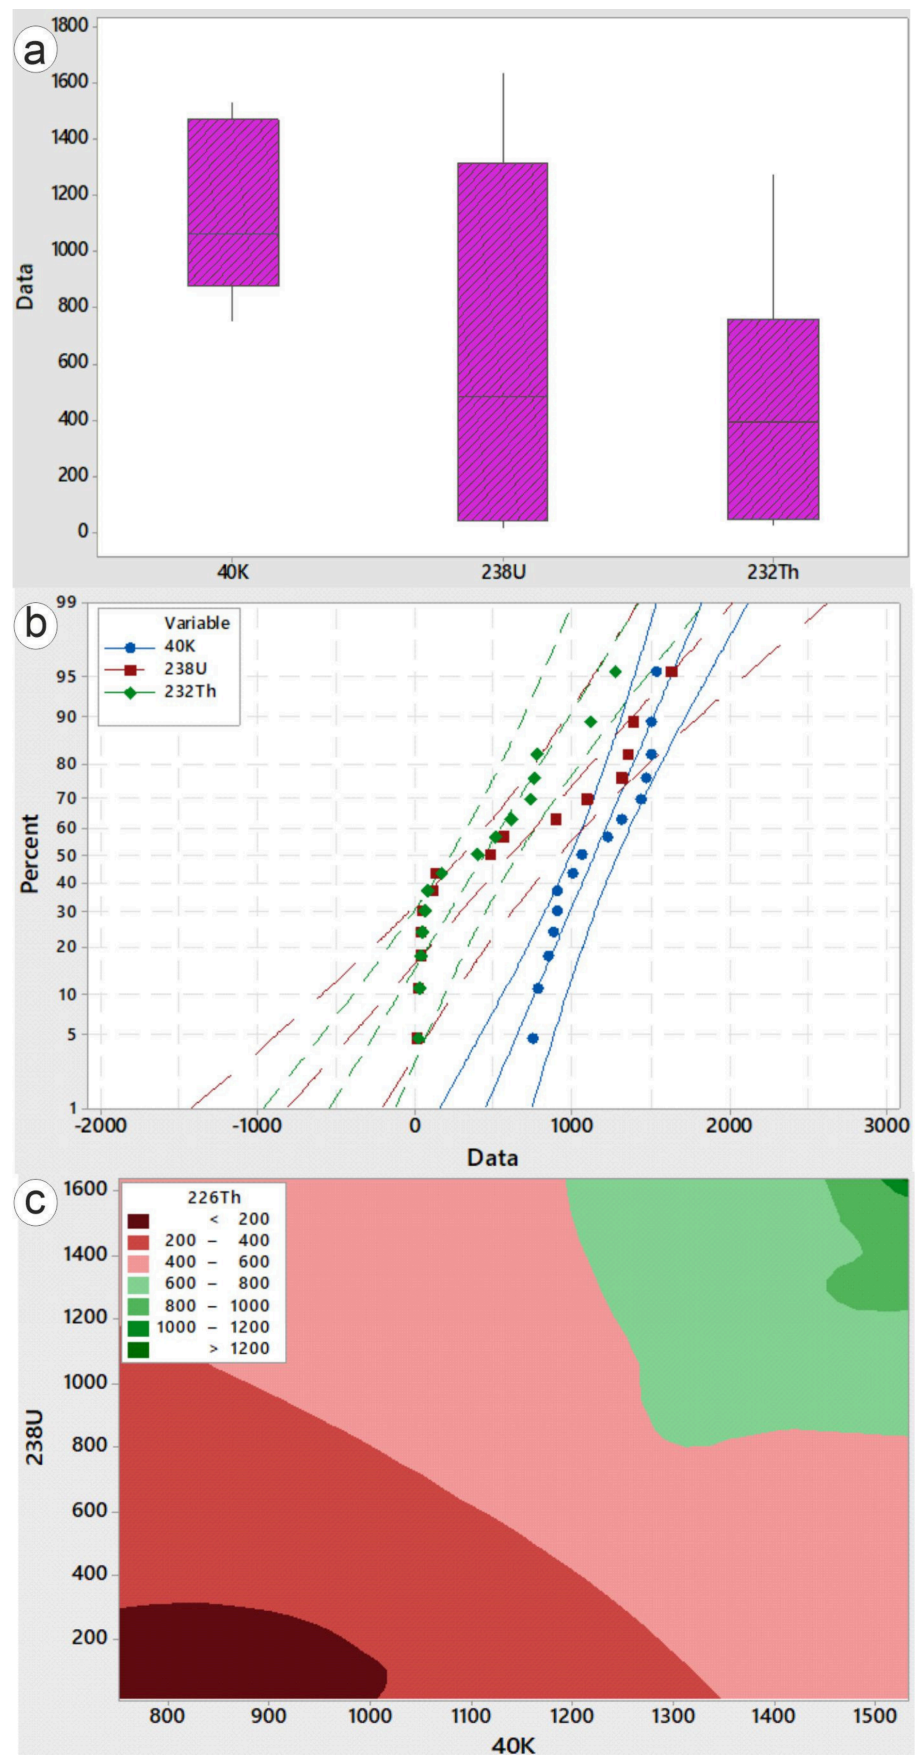 a
1800
1600
1400
1200
1000
800
600
400
200
0
Data
40K 238U 232Th
b
99
95
90
80
70
60
50
40
30
20
10
5
1
Percent
Variable
40K
238U
232Th
-2000 -1000 0 1000 2000 3000
Data
c
1600
1400
1200
1000
800
600
400
200
238U
226Th
< 200
200 – 400
400 – 600
600 – 800
800 – 1000
1000 – 1200
> 1200
800 900 1000 1100 1200 1300 1400 1500
40K